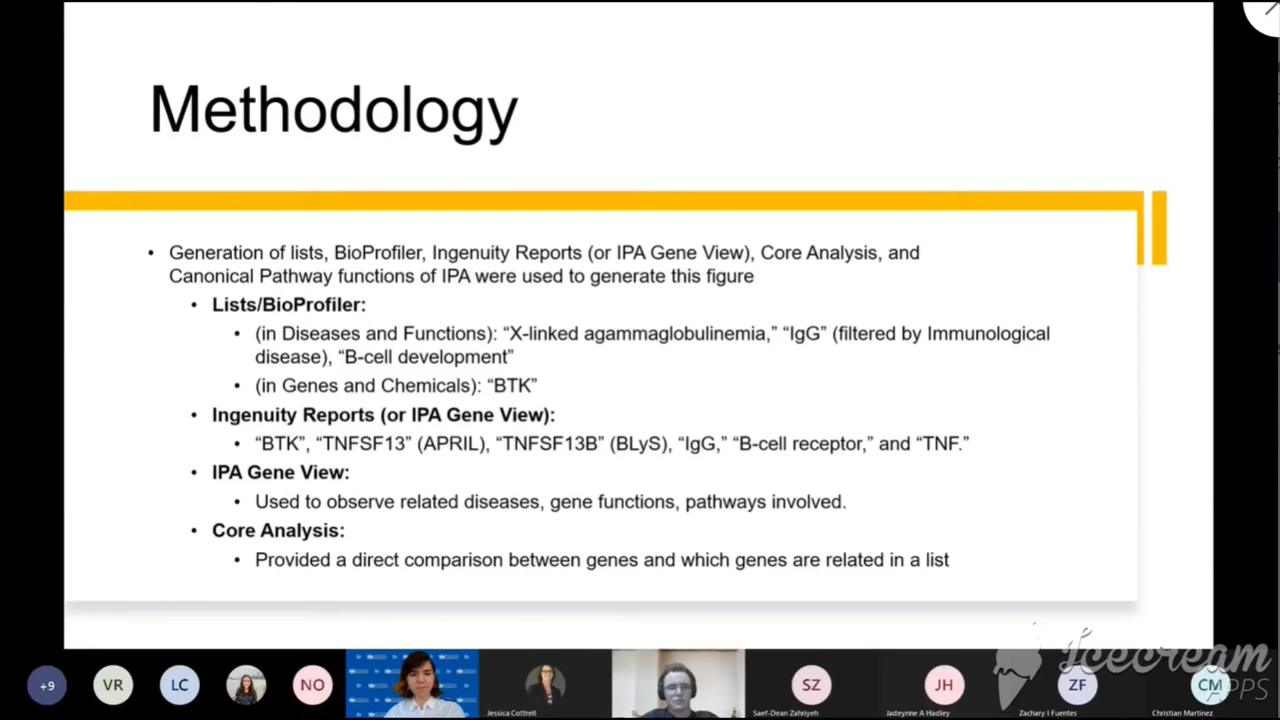 Methodology
• Generation of lists, BioProfiler, Ingenuity Reports (or IPA Gene View), Core Analysis, and
Canonical Pathway functions of IPA were used to generate this figure
• Lists/BioProfiler:
• (in Diseases and Functions): “X-linked agammaglobulinemia,” “IgG” (filtered by Immunological
disease), “B-cell development”
• (in Genes and Chemicals): “BTK”
• Ingenuity Reports (or IPA Gene View):
• “BTK”, “TNFSF13” (APRIL), “TNFSF13B” (BLyS), “IgG,” “B-cell receptor,” and “TNF.”
• IPA Gene View:
• Used to observe related diseases, gene functions, pathways involved.
• Core Analysis:
• Provided a direct comparison between genes and which genes are related in a list
+9 VR LC NO SZ JH ZF CM
Jessica Cottrell Saef-Dean Zahriyeh Jadeynne A Hadley Zachary I Fuentes Christian Martinez
Icecream
APPS